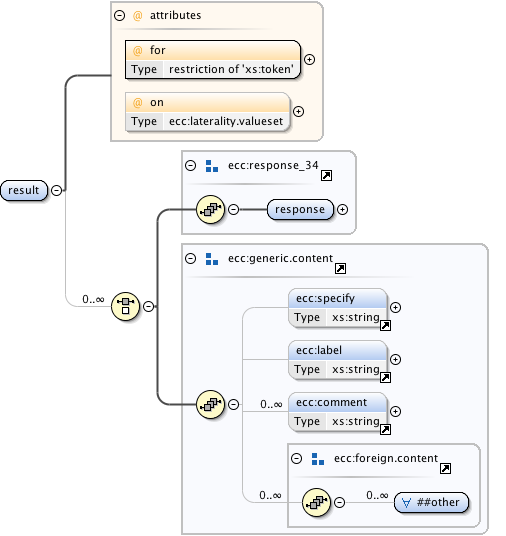 @ attributes
@ for
Type restriction of 'xs:token'
@ on
Type ecc:laterality.valueset
ecc:response_34
result
response
ecc:generic.content
0..∞
ecc:specify
Type xs:string
ecc:label
Type xs:string
0..∞
ecc:comment
Type xs:string
ecc:foreign.content
0..∞
0..∞
∀ ##other